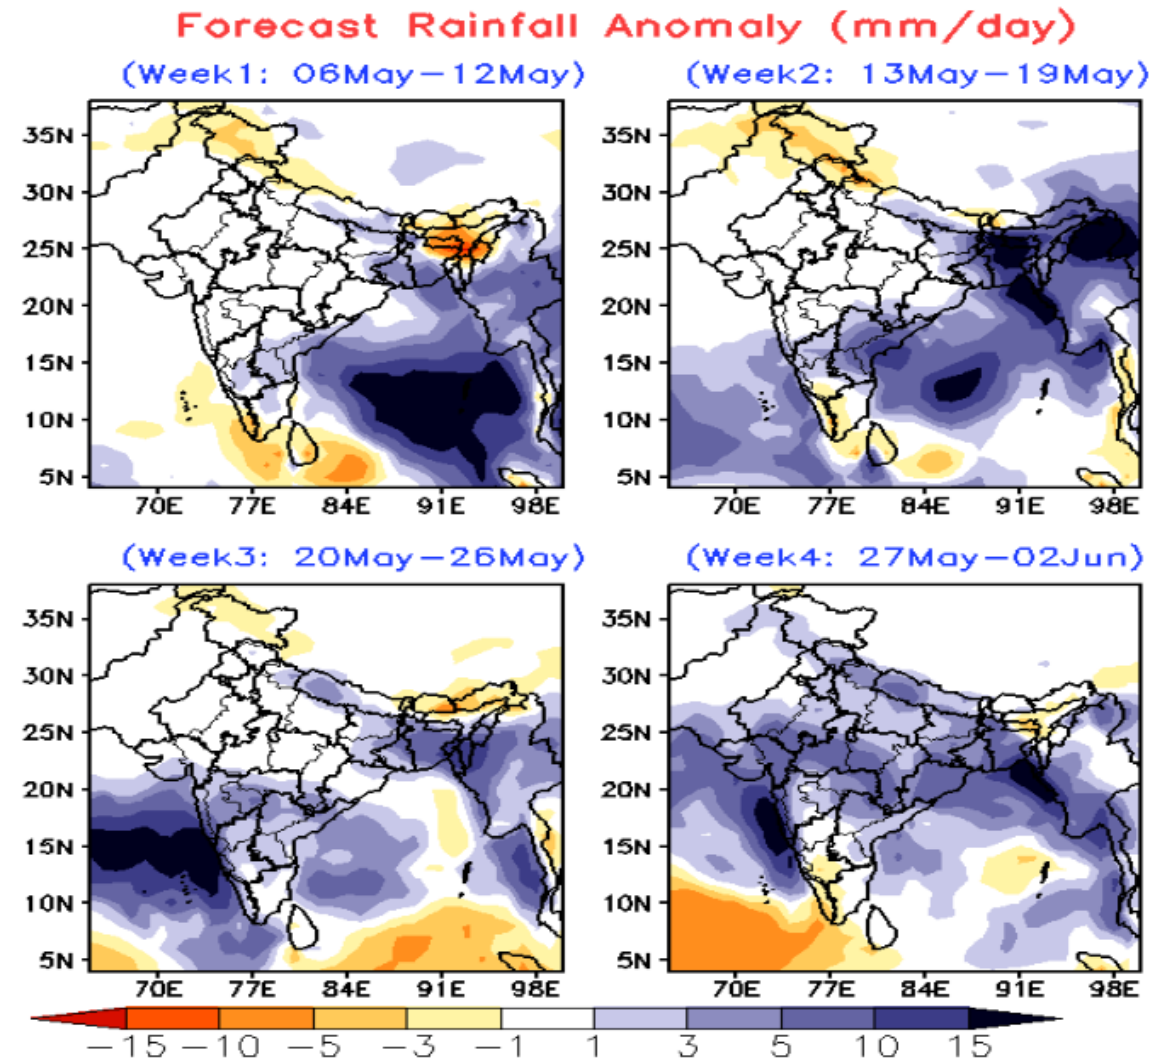 Forecast Rainfall Anomaly (mm/day)
(Week1: 06May−12May)
(Week2: 13May−19May)
35N
30N
25N
20N
15N
10N
5N
70E 77E 84E 91E 98E
35N
30N
25N
20N
15N
10N
5N
70E 77E 84E 91E 98E
(Week3: 20May−26May)
(Week4: 27May−02Jun)
35N
30N
25N
20N
15N
10N
5N
70E 77E 84E 91E 98E
35N
30N
25N
20N
15N
10N
5N
70E 77E 84E 91E 98E
−15 −10 −5 −3 −1 1 3 5 10 15